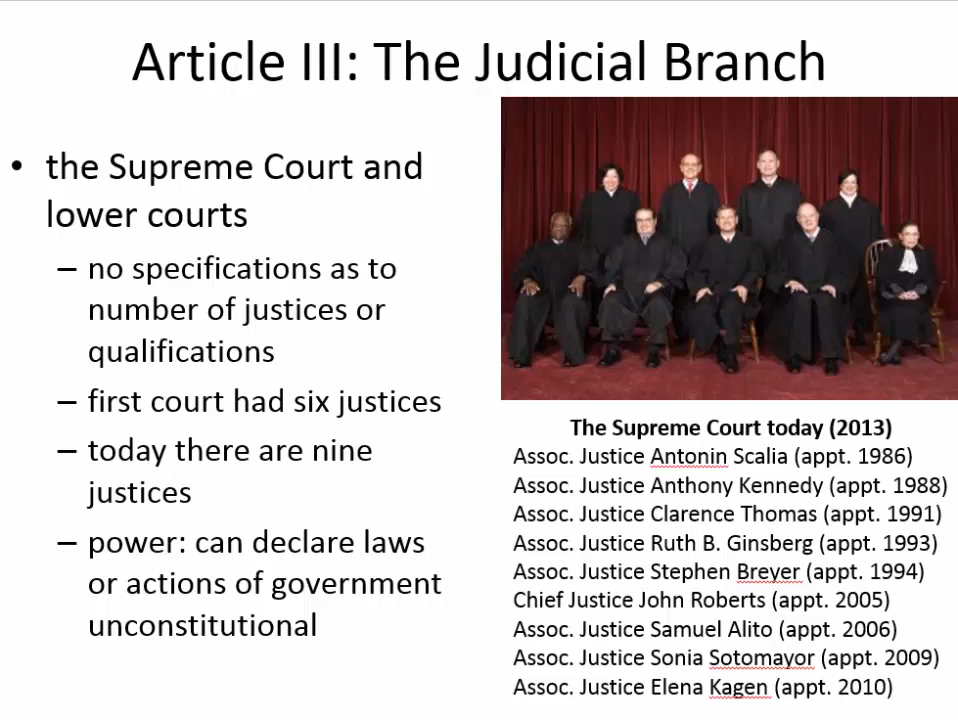 Article III: The Judicial Branch
• the Supreme Court and
lower courts
– no specifications as to
number of justices or
qualifications
– first court had six justices
– today there are nine
justices
– power: can declare laws
or actions of government
unconstitutional
The Supreme Court today (2013)
Assoc. Justice Antonin Scalia (appt. 1986)
Assoc. Justice Anthony Kennedy (appt. 1988)
Assoc. Justice Clarence Thomas (appt. 1991)
Assoc. Justice Ruth B. Ginsberg (appt. 1993)
Assoc. Justice Stephen Breyer (appt. 1994)
Chief Justice John Roberts (appt. 2005)
Assoc. Justice Samuel Alito (appt. 2006)
Assoc. Justice Sonia Sotomayor (appt. 2009)
Assoc. Justice Elena Kagen (appt. 2010)